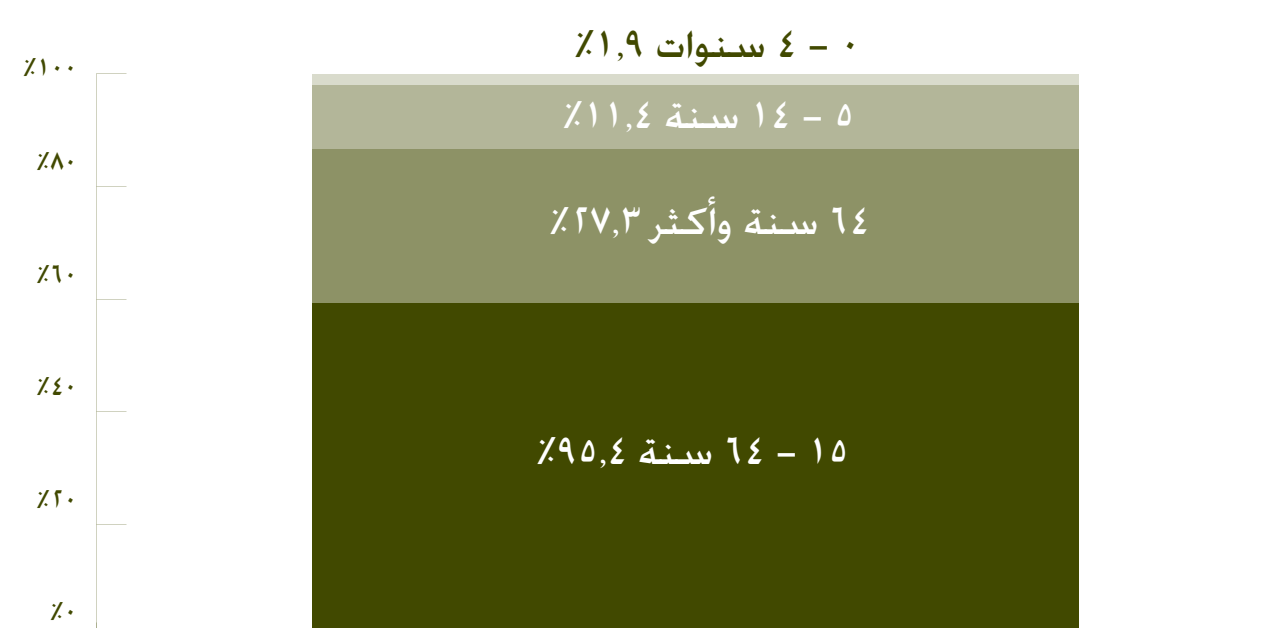 ٠ – ٤ سنوات ١,٩٪
٪١٠٠
٥ – ١٤ سنة ١١,٤٪
٪٨٠
٦٤ سنة وأكثر ٢٧,٣٪
٪٦٠
٪٤٠
١٥ – ٦٤ سنة ٩٥,٤٪
٪٢٠
٪٠